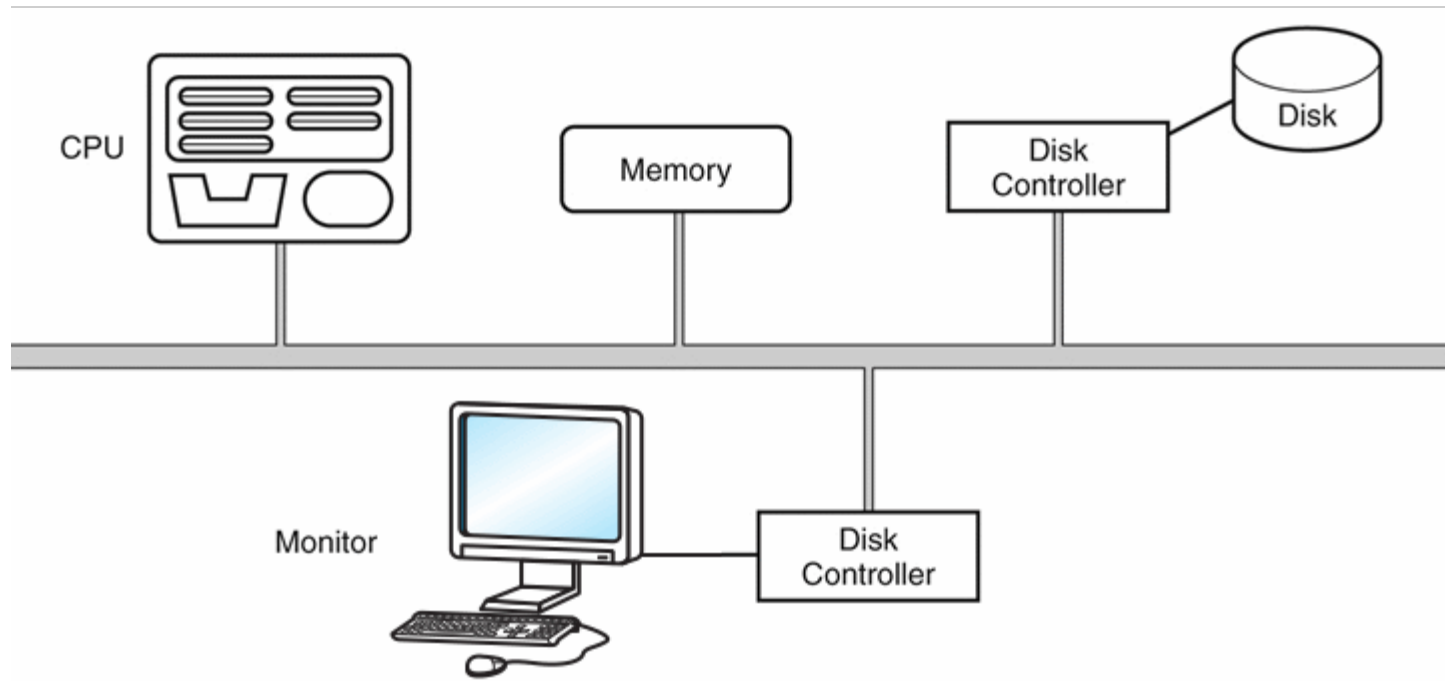 CPU
Memory
Disk
Controller
Disk
Monitor
Disk
Controller